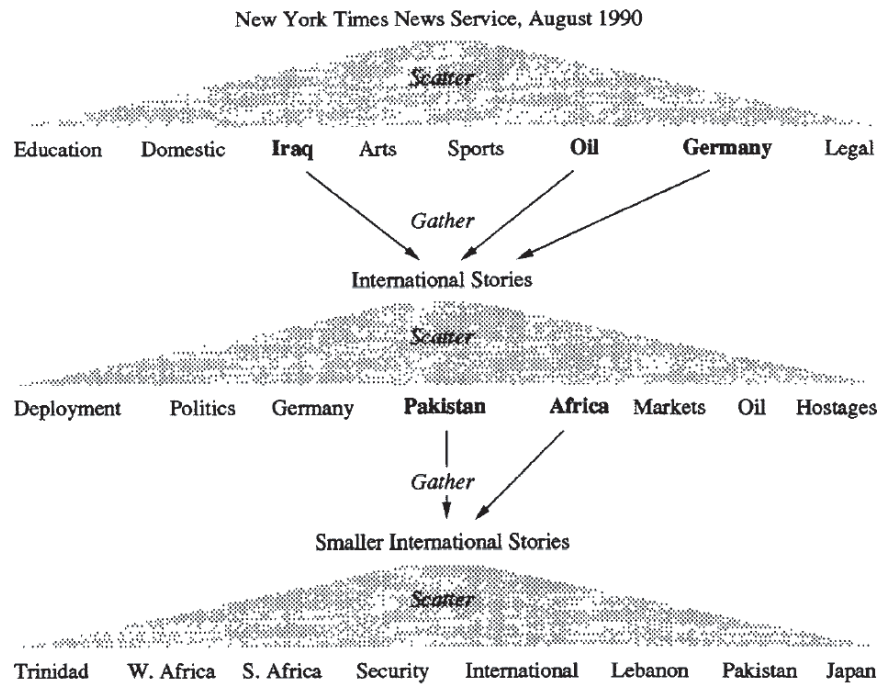 New York Times News Service, August 1990
Scatter
Education Domestic Iraq Arts Sports Oil Germany Legal
Gather
International Stories
Scatter
Deployment Politics Germany Pakistan Africa Markets Oil Hostages
Gather
Smaller International Stories
Scatter
Trinidad W. Africa S. Africa Security International Lebanon Pakistan Japan